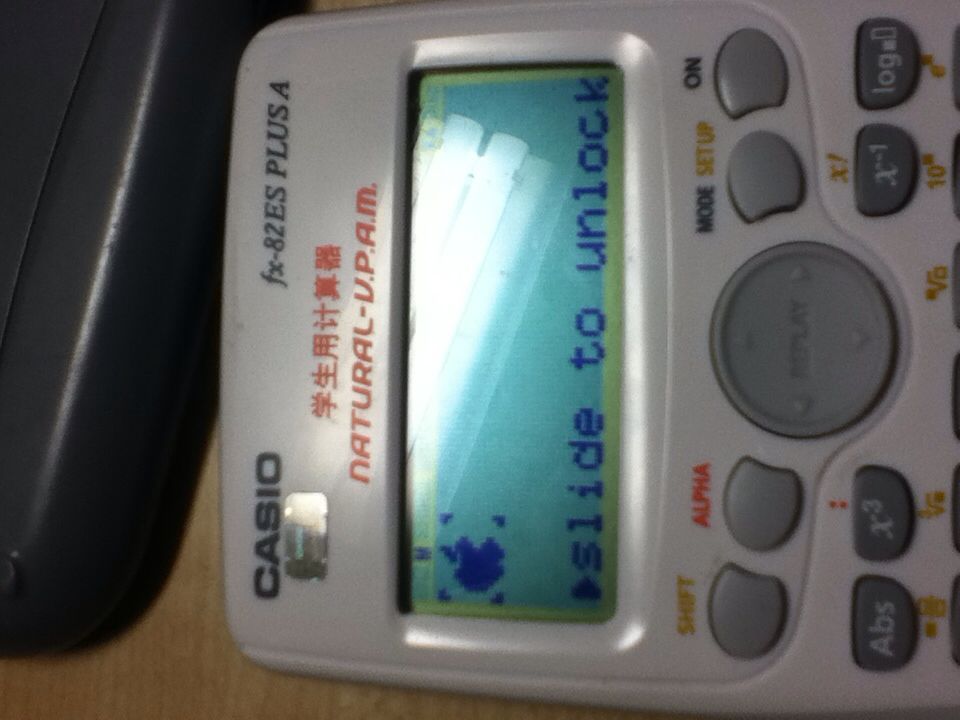 CASIO
fx-82ES PLUS A
学生用计算器
NATURAL-V.P.A.M.
M
▶slide to unlock
SHIFT
ALPHA
MODE SETUP
ON
REPLAY
:
x!
Abs
x³
x⁻¹
log
10
e